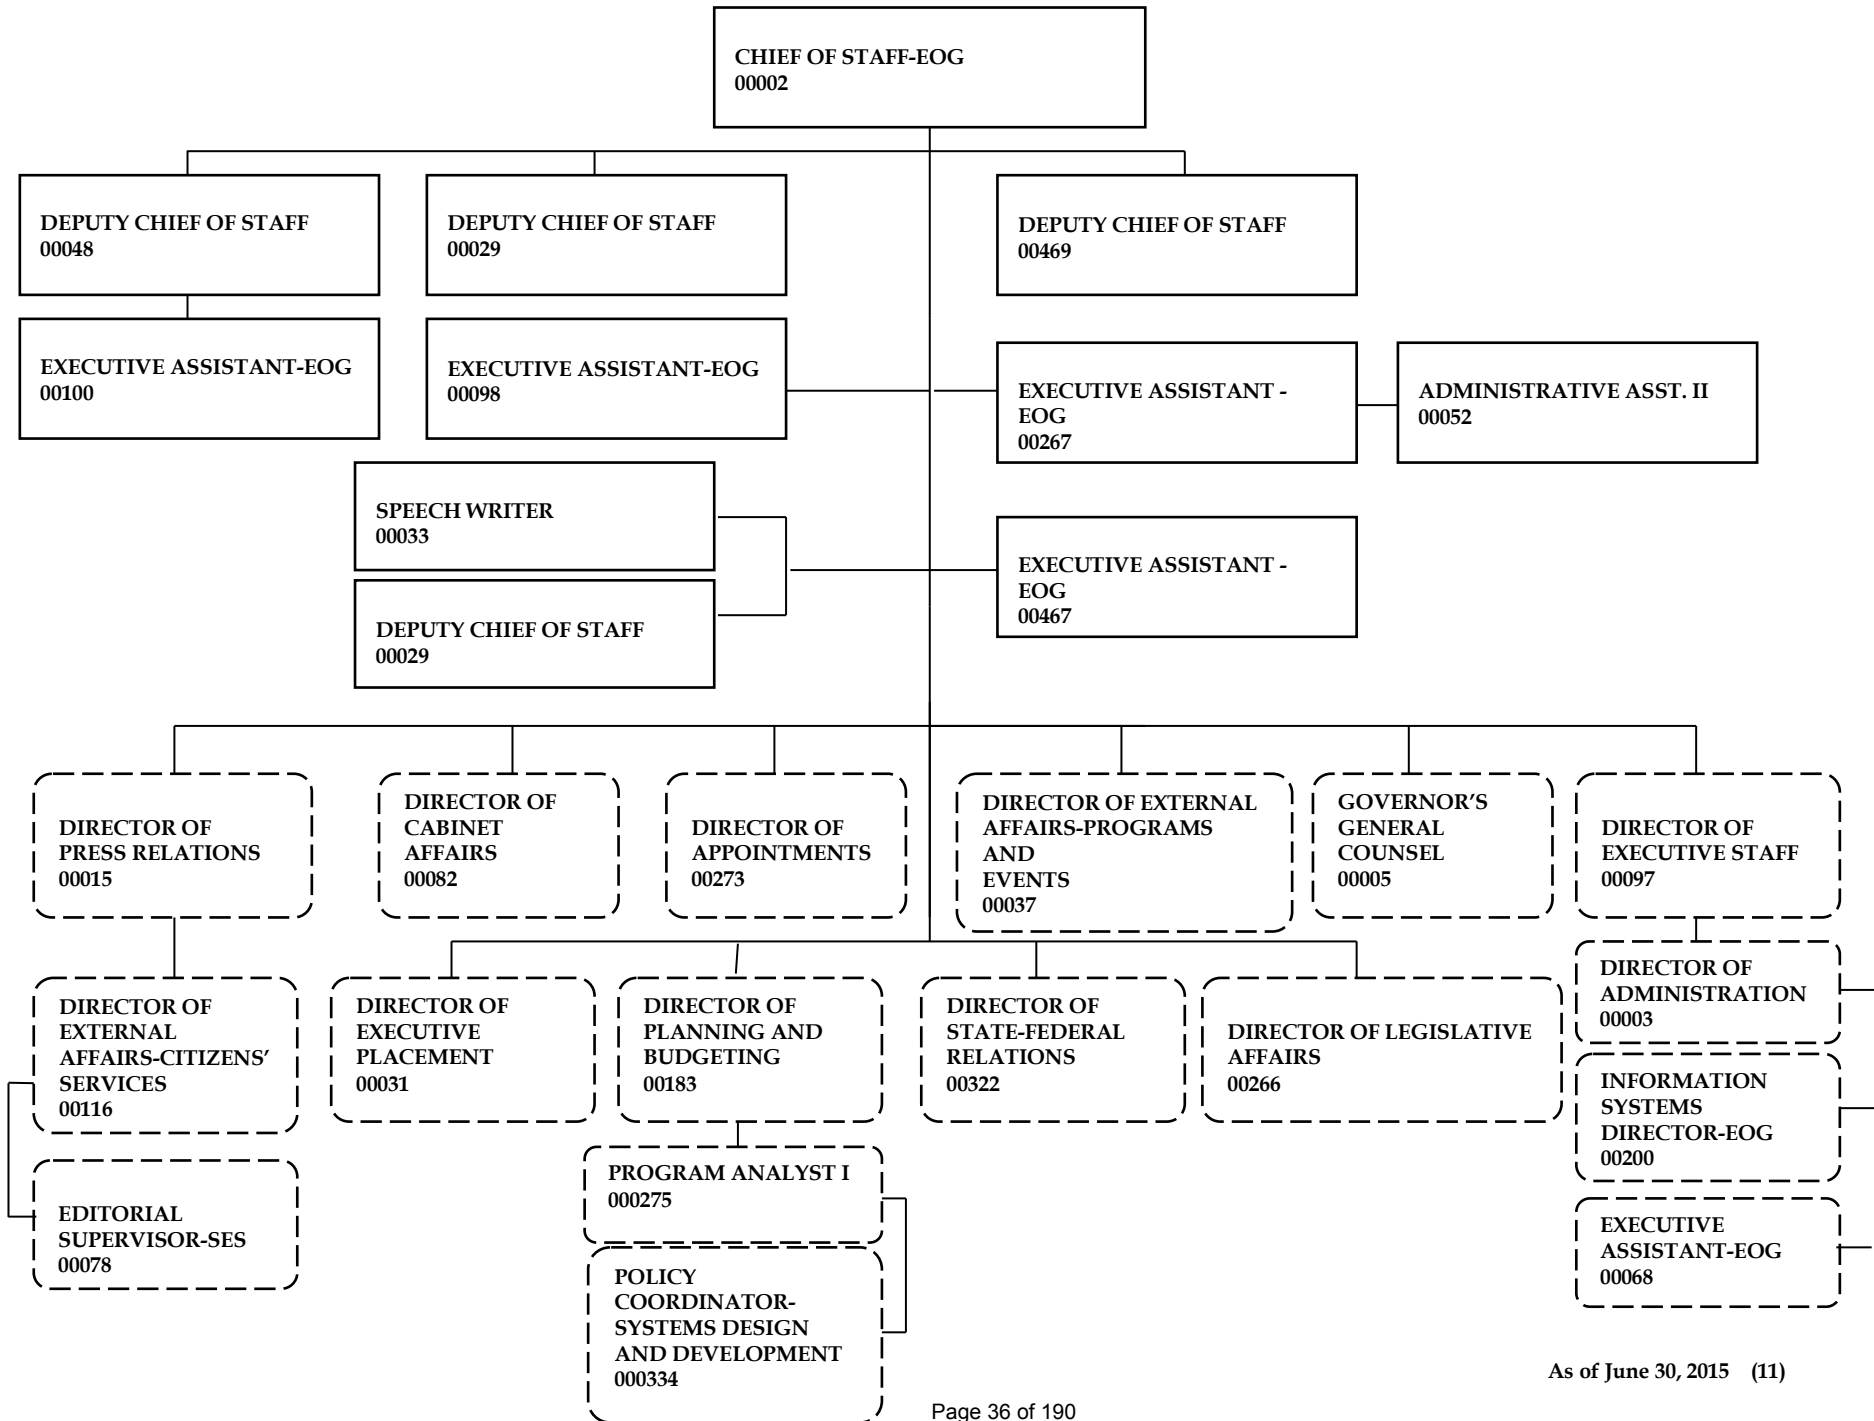 CHIEF OF STAFF-EOG
00002
DEPUTY CHIEF OF STAFF
00048
DEPUTY CHIEF OF STAFF
00029
DEPUTY CHIEF OF STAFF
00469
EXECUTIVE ASSISTANT-EOG
00100
EXECUTIVE ASSISTANT-EOG
00098
EXECUTIVE ASSISTANT -
EOG
00267
ADMINISTRATIVE ASST. II
00052
SPEECH WRITER
00033
DEPUTY CHIEF OF STAFF
00029
EXECUTIVE ASSISTANT -
EOG
00467
DIRECTOR OF
PRESS RELATIONS
00015
DIRECTOR OF
CABINET
AFFAIRS
00082
DIRECTOR OF
APPOINTMENTS
00273
DIRECTOR OF EXTERNAL
AFFAIRS-PROGRAMS
AND
EVENTS
00037
GOVERNOR’S
GENERAL
COUNSEL
00005
DIRECTOR OF
EXECUTIVE STAFF
00097
DIRECTOR OF
EXTERNAL
AFFAIRS-CITIZENS’
SERVICES
00116
DIRECTOR OF
EXECUTIVE
PLACEMENT
00031
DIRECTOR OF
PLANNING AND
BUDGETING
00183
DIRECTOR OF
STATE-FEDERAL
RELATIONS
00322
DIRECTOR OF LEGISLATIVE
AFFAIRS
00266
DIRECTOR OF
ADMINISTRATION
00003
INFORMATION
SYSTEMS
DIRECTOR-EOG
00200
EDITORIAL
SUPERVISOR-SES
00078
PROGRAM ANALYST I
000275
POLICY
COORDINATOR-
SYSTEMS DESIGN
AND DEVELOPMENT
000334
EXECUTIVE
ASSISTANT-EOG
00068
As of June 30, 2015 (11)
Page 36 of 190